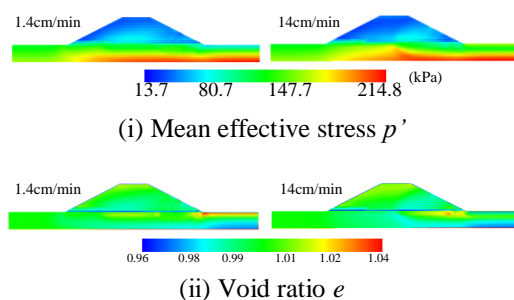 1.4cm/min 14cm/min
(kPa)
13.7 80.7 147.7 214.8
(i) Mean effective stress p’
1.4cm/min 14cm/min
0.96 0.98 0.99 1.01 1.02 1.04
(ii) Void ratio e